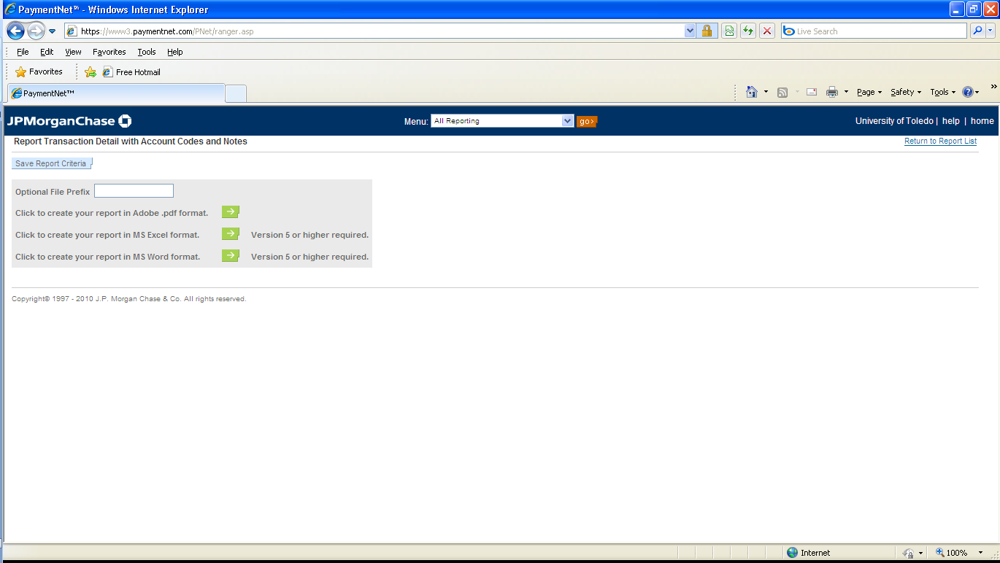 PaymentNet™ - Windows Internet Explorer
https://www3.paymentnet.com/PNet/ranger.asp
Live Search
File Edit View Favorites Tools Help
Favorites Free Hotmail
PaymentNet™
Page Safety Tools »
JPMorganChase
Menu: All Reporting go›
University of Toledo | help | home
Report Transaction Detail with Account Codes and Notes
Return to Report List
Save Report Criteria
Optional File Prefix
Click to create your report in Adobe .pdf format.
Click to create your report in MS Excel format. Version 5 or higher required.
Click to create your report in MS Word format. Version 5 or higher required.
Copyright© 1997 - 2010 J.P. Morgan Chase & Co. All rights reserved.
Internet 100%